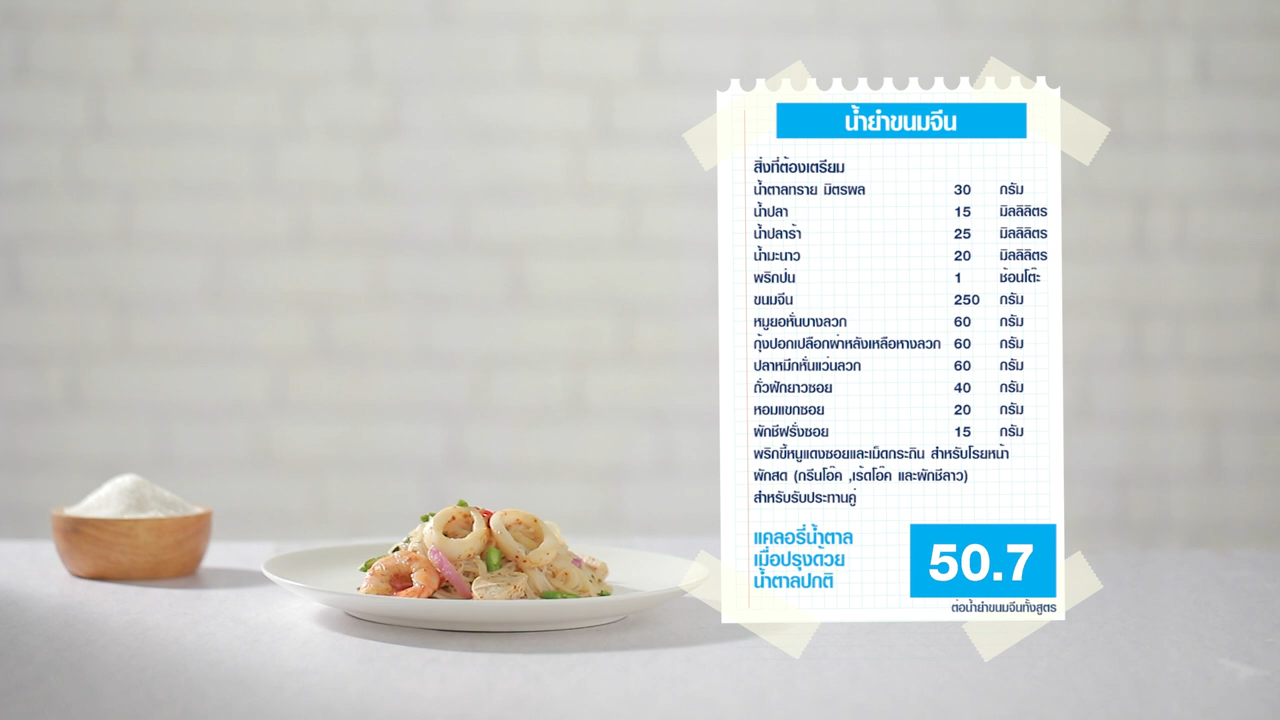 น้ำยำขนมจีน
สิ่งที่ต้องเตรียม
น้ำตาลทราย มิตรผล 30 กรัม
น้ำปลา 15 มิลลิลิตร
น้ำปลาร้า 25 มิลลิลิตร
น้ำมะนาว 20 มิลลิลิตร
พริกป่น 1 ช้อนโต๊ะ
ขนมจีน 250 กรัม
หมูยอหั่นบางลวก 60 กรัม
กุ้งปอกเปลือกผ่าหลังเหลือหางลวก 60 กรัม
ปลาหมึกหั่นแว่นลวก 60 กรัม
ถั่วฝักยาวซอย 40 กรัม
หอมแขกซอย 20 กรัม
ผักชีฝรั่งซอย 15 กรัม
พริกขี้หนูแดงซอยและเม็ดกระถิน สำหรับโรยหน้า
ผักสด (กรีนโอ๊ค ,เร้ดโอ๊ค และผักชีลาว)
สำหรับรับประทานคู่
แคลอรี่น้ำตาล
เมื่อปรุงด้วย
น้ำตาลปกติ
50.7
ต่อน้ำยำขนมจีนทั้งสูตร